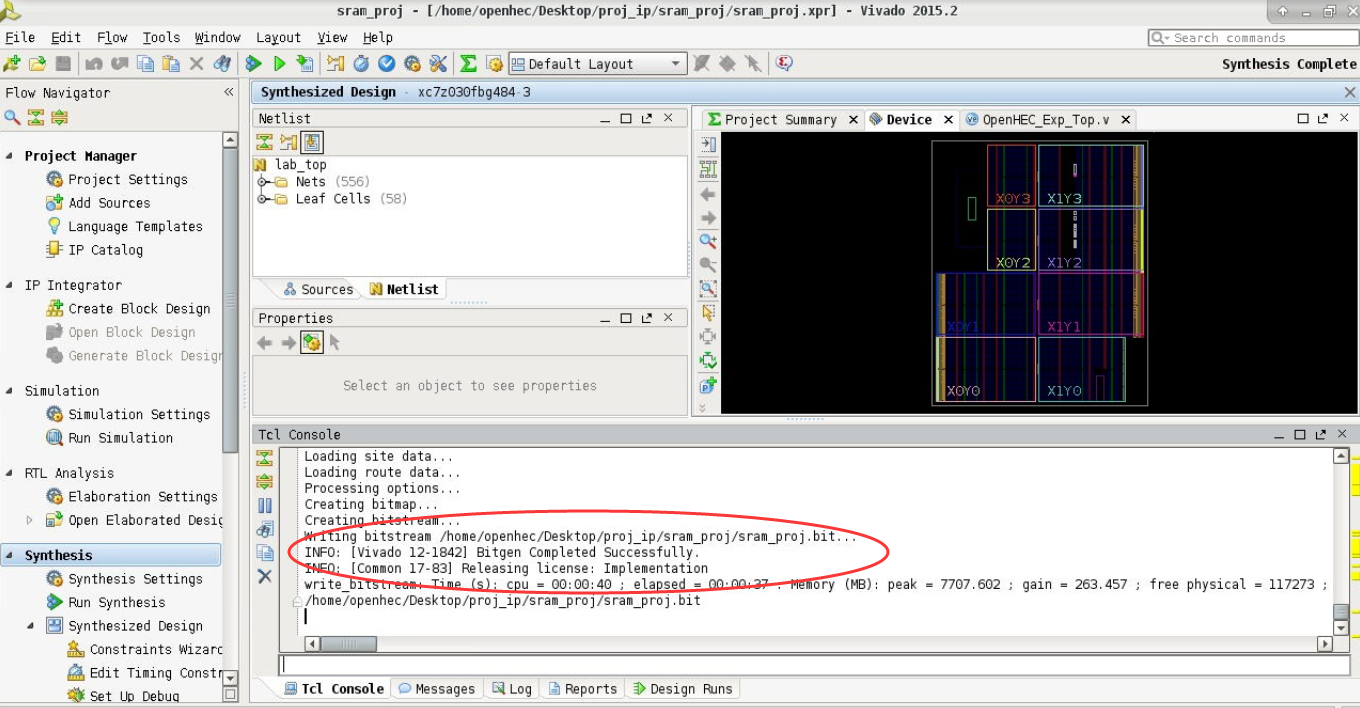 sram_proj - [/home/openhec/Desktop/proj_ip/sram_proj/sram_proj.xpr] - Vivado 2015.2
File Edit Flow Tools Window Layout View Help
Search commands
Default Layout
Synthesis Complete
Flow Navigator
Project Manager
Project Settings
Add Sources
Language Templates
IP Catalog
IP Integrator
Create Block Design
Open Block Design
Generate Block Desigr
Simulation
Simulation Settings
Run Simulation
RTL Analysis
Elaboration Settings
Open Elaborated Desig
Synthesis
Synthesis Settings
Run Synthesis
Synthesized Design
Constraints Wizard
Edit Timing Constr
Set Up Debug
Synthesized Design - xc7z030fbg484-3
Netlist
lab_top
Nets (556)
Leaf Cells (58)
Sources Netlist
Properties
Select an object to see properties
Project Summary Device OpenHEC_Exp_Top.v
X0Y3 X1Y3
X0Y2 X1Y2
X0Y1 X1Y1
X0Y0 X1Y0
Tcl Console
Loading site data...
Loading route data...
Processing options...
Creating bitmap...
Creating bitstream...
Writing bitstream /home/openhec/Desktop/proj_ip/sram_proj/sram_proj.bit...
INFO: [Vivado 12-1842] Bitgen Completed Successfully.
INFO: [Common 17-83] Releasing license: Implementation
write_bitstream: Time (s): cpu = 00:00:40 ; elapsed = 00:00:37 . Memory (MB): peak = 7707.602 ; gain = 263.457 ; free physical = 117273 ;
/home/openhec/Desktop/proj_ip/sram_proj/sram_proj.bit
Tcl Console Messages Log Reports Design Runs